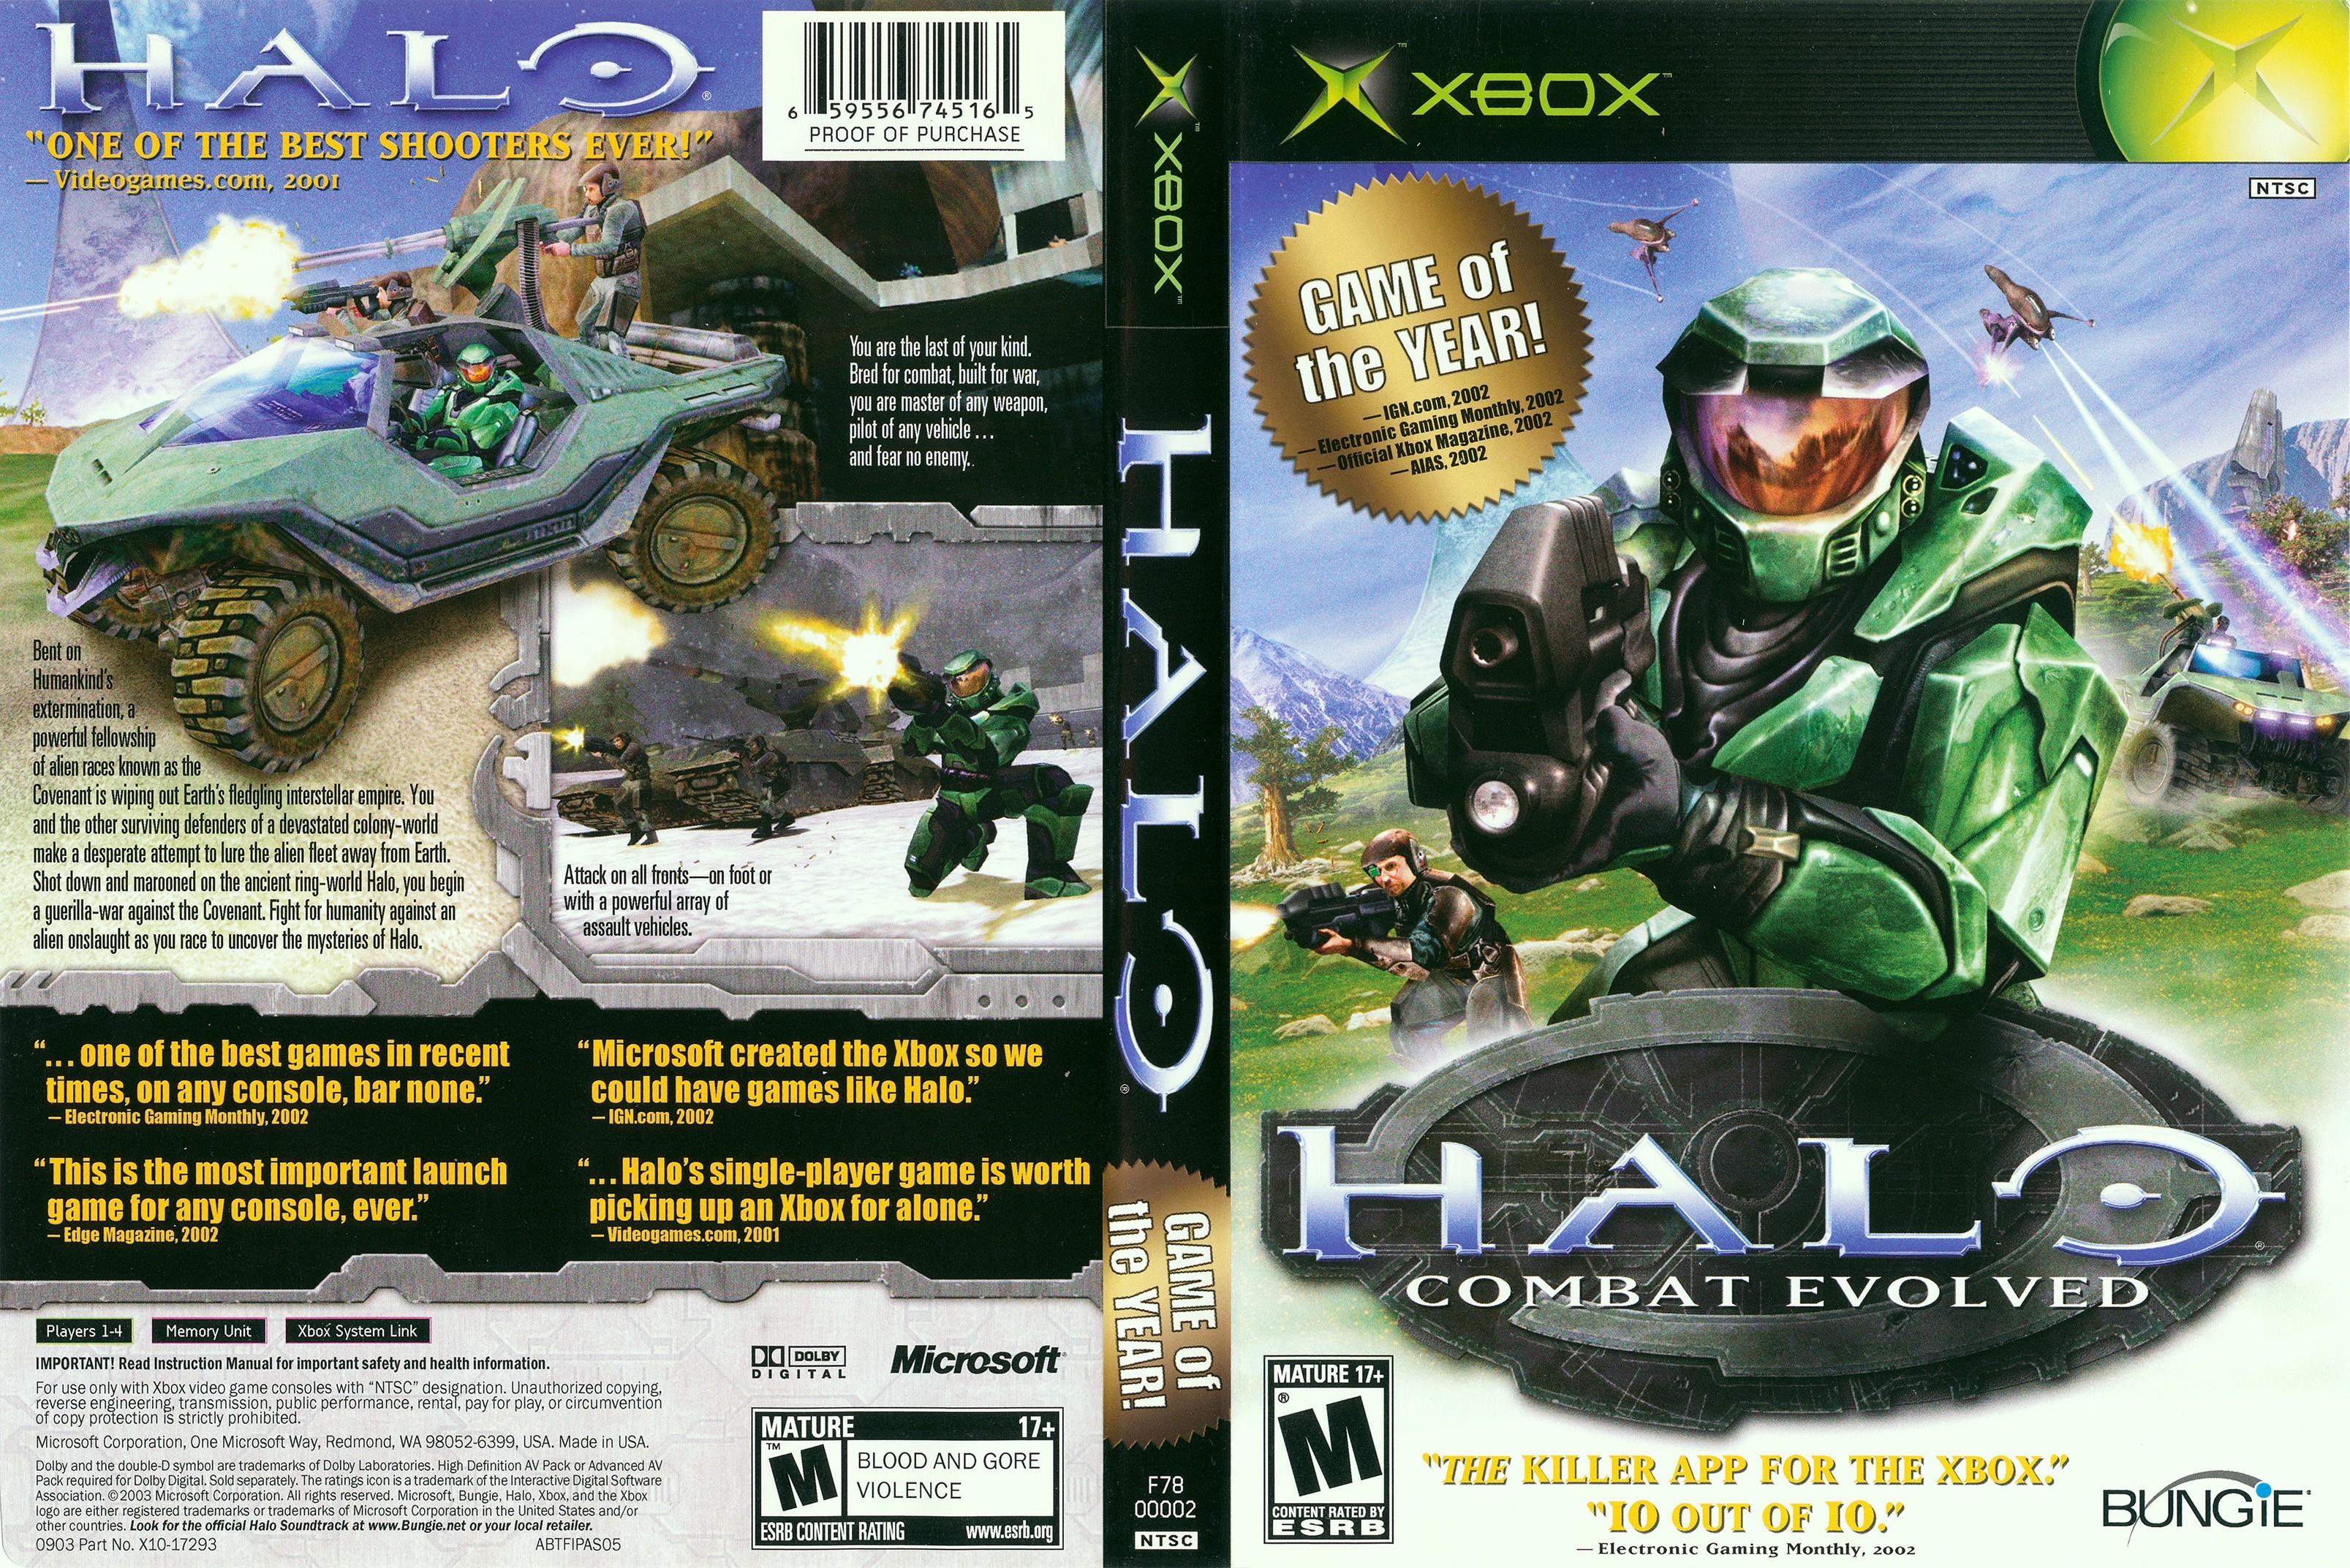 HALO®
“ONE OF THE BEST SHOOTERS EVER!”
— Videogames.com, 2001
6 59556 74516 5
PROOF OF PURCHASE
You are the last of your kind.
Bred for combat, built for war,
you are master of any weapon,
pilot of any vehicle ...
and fear no enemy.
Bent on
Humankind's
extermination, a
powerful fellowship
of alien races known as the
Covenant is wiping out Earth's fledgling interstellar empire. You
and the other surviving defenders of a devastated colony-world
make a desperate attempt to lure the alien fleet away from Earth.
Shot down and marooned on the ancient ring-world Halo, you begin
a guerilla-war against the Covenant. Fight for humanity against an
alien onslaught as you race to uncover the mysteries of Halo.
Attack on all fronts—on foot or
with a powerful array of
assault vehicles.
“... one of the best games in recent
times, on any console, bar none.”
— Electronic Gaming Monthly, 2002
“Microsoft created the Xbox so we
could have games like Halo.”
— IGN.com, 2002
“This is the most important launch
game for any console, ever.”
— Edge Magazine, 2002
“... Halo's single-player game is worth
picking up an Xbox for alone.”
— Videogames.com, 2001
Players 1-4
Memory Unit
Xbox System Link
IMPORTANT! Read Instruction Manual for important safety and health information.
For use only with Xbox video game consoles with “NTSC” designation. Unauthorized copying,
reverse engineering, transmission, public performance, rental, pay for play, or circumvention
of copy protection is strictly prohibited.
Microsoft Corporation, One Microsoft Way, Redmond, WA 98052-6399, USA. Made in USA.
Dolby and the double-D symbol are trademarks of Dolby Laboratories. High Definition AV Pack or Advanced AV
Pack required for Dolby Digital. Sold separately. The ratings icon is a trademark of the Interactive Digital Software
Association. ©2003 Microsoft Corporation. All rights reserved. Microsoft, Bungie, Halo, Xbox, and the Xbox
logo are either registered trademarks or trademarks of Microsoft Corporation in the United States and/or
other countries. Look for the official Halo Soundtrack at www.Bungie.net or your local retailer.
0903 Part No. X10-17293
ABTFIPAS05
DOLBY
DIGITAL
Microsoft®
MATURE 17+
M™
BLOOD AND GORE
VIOLENCE
ESRB CONTENT RATING www.esrb.org
XBOX™
HALO®
GAME of
the YEAR!
F78
00002
NTSC
XBOX™
NTSC
GAME of
the YEAR!
— IGN.com, 2002
— Electronic Gaming Monthly, 2002
— Official Xbox Magazine, 2002
— AIAS, 2002
HALO®
COMBAT EVOLVED
MATURE 17+
M®
CONTENT RATED BY
ESRB
“THE KILLER APP FOR THE XBOX.”
“10 OUT OF 10.”
— Electronic Gaming Monthly, 2002
BUNGiE